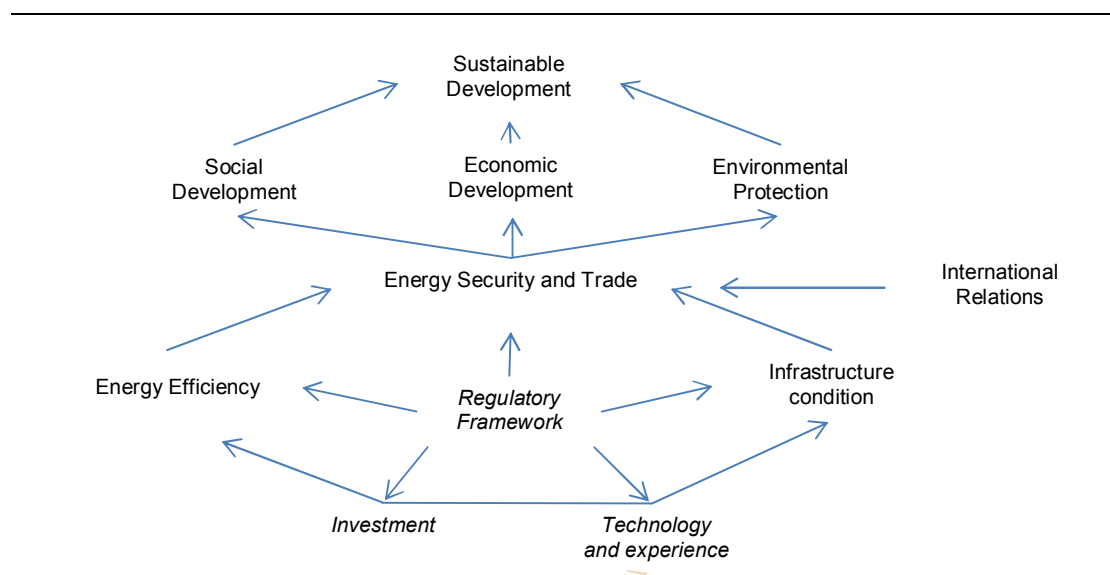 Sustainable
Development
Social
Development
Economic
Development
Environmental
Protection
Energy Security and Trade
International
Relations
Energy Efficiency
Regulatory
Framework
Infrastructure
condition
Investment
Technology
and experience